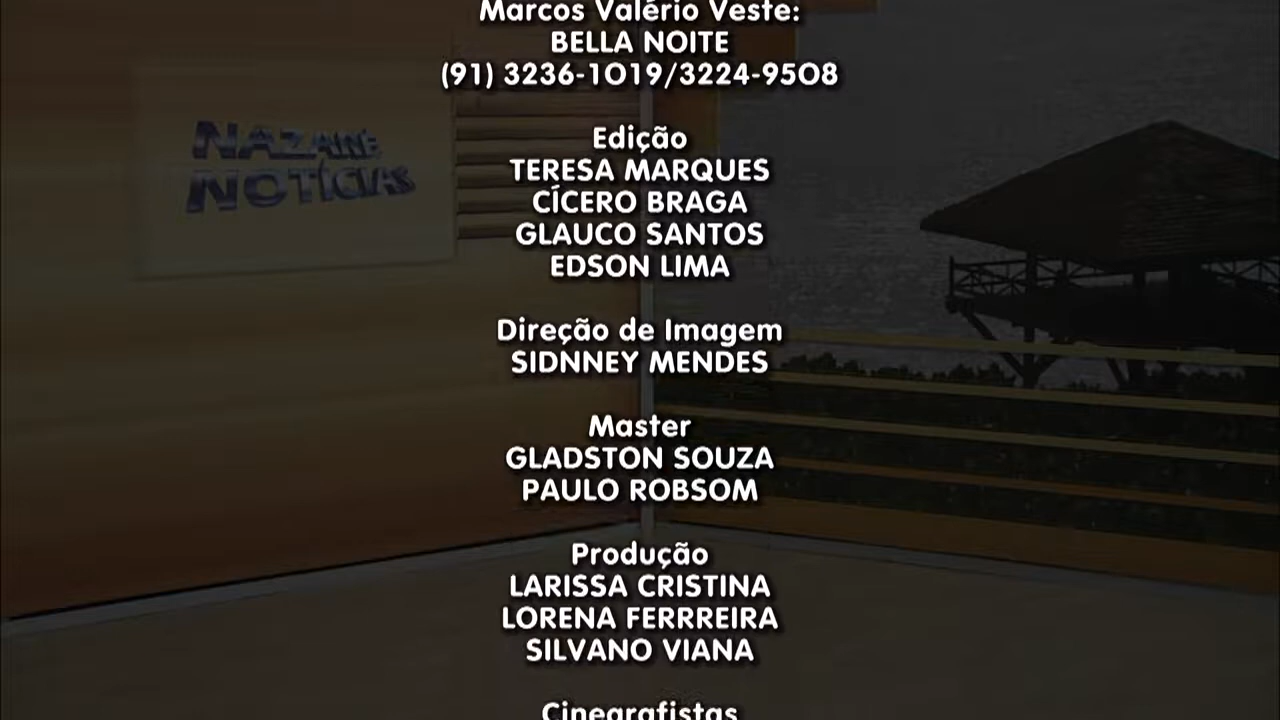 Marcos Valério Veste:
BELLA NOITE
(91) 3236-1019/3224-9508
NAZARÉ
NOTÍCIAS
Edição
TERESA MARQUES
CÍCERO BRAGA
GLAUCO SANTOS
EDSON LIMA
Direção de Imagem
SIDNNEY MENDES
Master
GLADSTON SOUZA
PAULO ROBSOM
Produção
LARISSA CRISTINA
LORENA FERRREIRA
SILVANO VIANA
Cinegrafistas